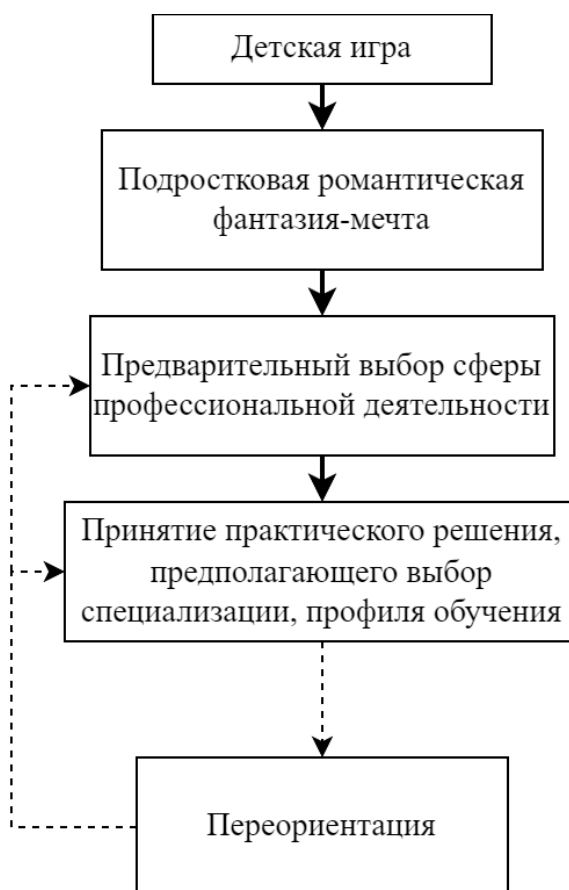 Детская игра
Подростковая романтическая
фантазия-мечта
Предварительный выбор сферы
профессиональной деятельности
Принятие практического решения,
предполагающего выбор
специализации, профиля обучения
Переориентация